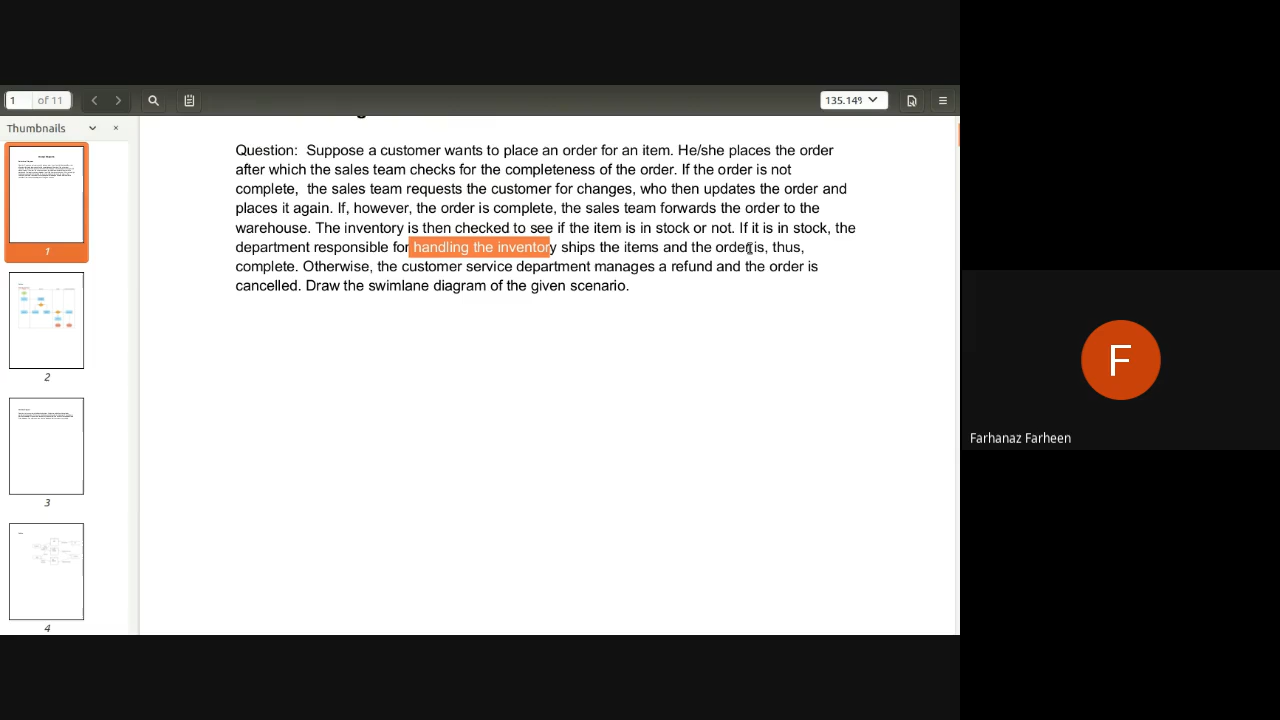 1 of 11
135.14%
Thumbnails
Question: Suppose a customer wants to place an order for an item. He/she places the order
after which the sales team checks for the completeness of the order. If the order is not
complete, the sales team requests the customer for changes, who then updates the order and
places it again. If, however, the order is complete, the sales team forwards the order to the
warehouse. The inventory is then checked to see if the item is in stock or not. If it is in stock, the
department responsible for handling the inventory ships the items and the order is, thus,
complete. Otherwise, the customer service department manages a refund and the order is
cancelled. Draw the swimlane diagram of the given scenario.
1
2
3
4
F
Farhanaz Farheen